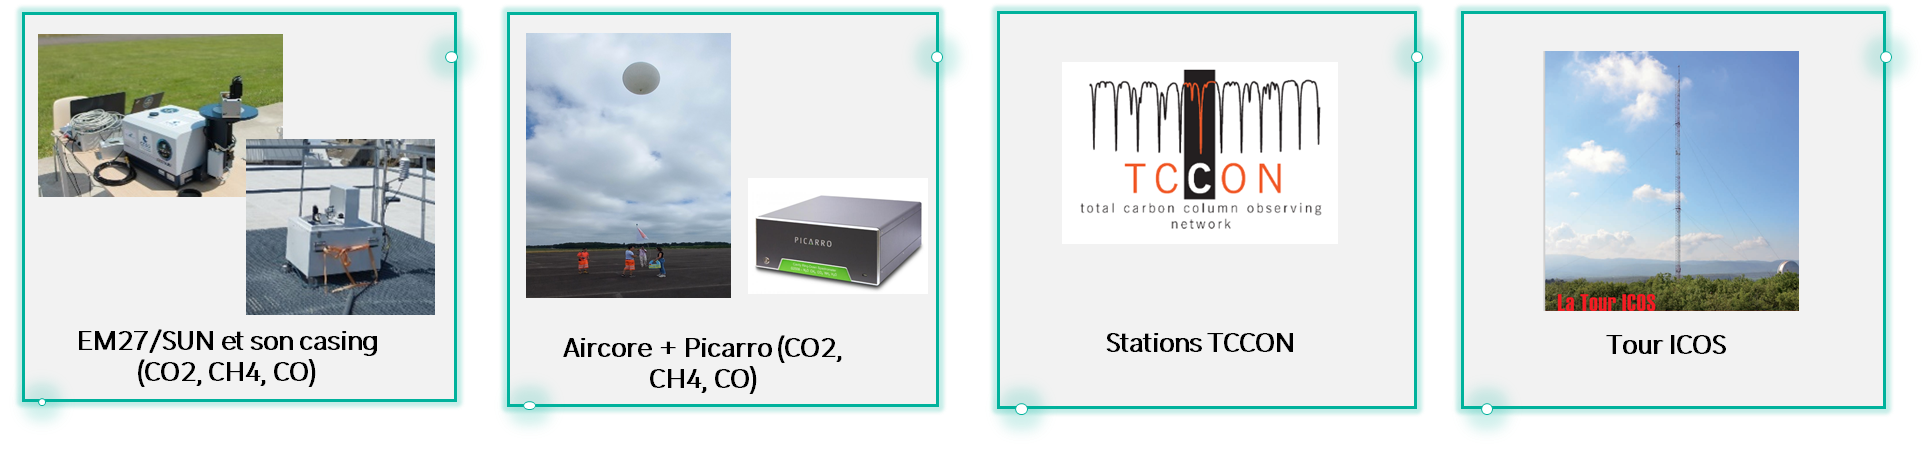 EM27/SUN et son casing
(CO2, CH4, CO)
PICARRO
Aircore + Picarro (CO2,
CH4, CO)
TCCON
total carbon column observing
network
Stations TCCON
La Tour ICOS
Tour ICOS